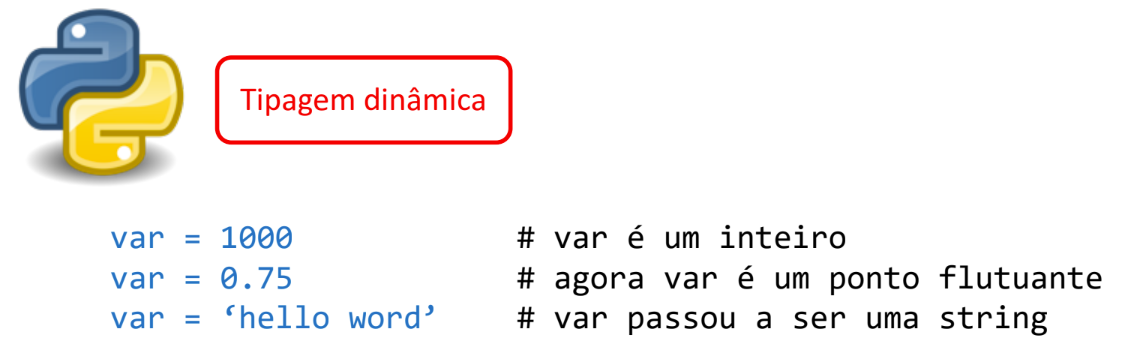 Tipagem dinâmica
var = 1000 # var é um inteiro
var = 0.75 # agora var é um ponto flutuante
var = ‘hello word’ # var passou a ser uma string